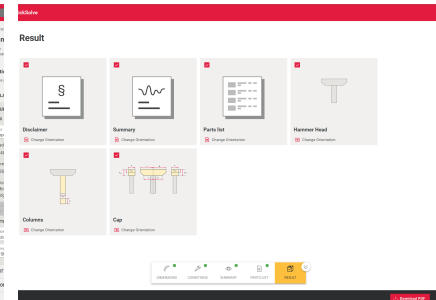 Result
§
Disclaimer
Change Orientation
Summary
Change Orientation
Parts list
Change Orientation
Hammer Head
Change Orientation
Columns
Change Orientation
Cap
Change Orientation
DIMENSIONS
CONDITIONS
SUMMARY
PARTS LIST
RESULT
Download PDF